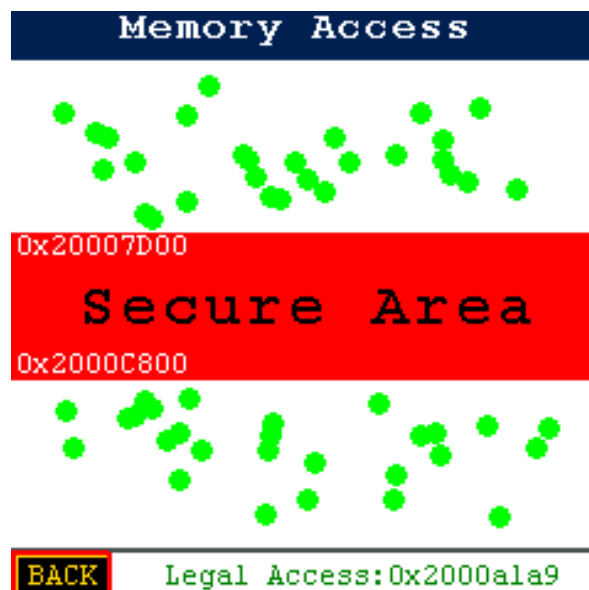 Memory Access
0x20007D00
Secure Area
0x2000C800
BACK
Legal Access:0x2000a1a9